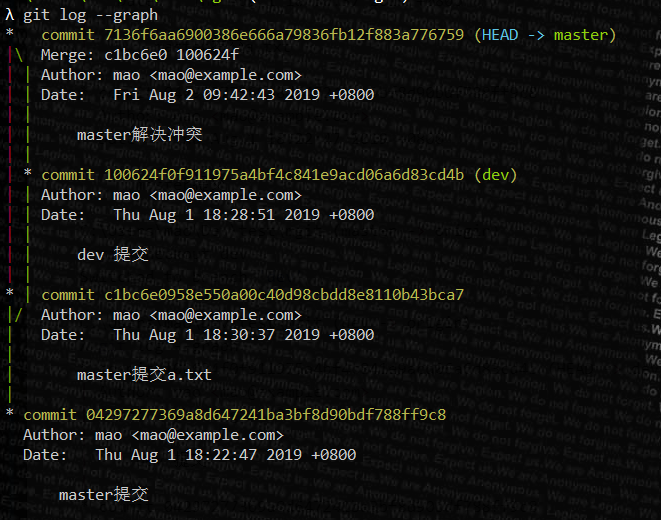 λ git log --graph
*   commit 7136f6aa6900386e666a79836fb12f883a776759 (HEAD -> master)
|\  Merge: c1bc6e0 100624f
| | Author: mao <mao@example.com>
| | Date:   Fri Aug 2 09:42:43 2019 +0800
| |
| |     master解决冲突
| |
| * commit 100624f0f911975a4bf4c841e9acd06a6d83cd4b (dev)
| | Author: mao <mao@example.com>
| | Date:   Thu Aug 1 18:28:51 2019 +0800
| |
| |     dev 提交
| |
* | commit c1bc6e0958e550a00c40d98cbdd8e8110b43bca7
|/  Author: mao <mao@example.com>
|   Date:   Thu Aug 1 18:30:37 2019 +0800
|
|       master提交a.txt
|
* commit 04297277369a8d647241ba3bf8d90bdf788ff9c8
  Author: mao <mao@example.com>
  Date:   Thu Aug 1 18:22:47 2019 +0800

      master提交